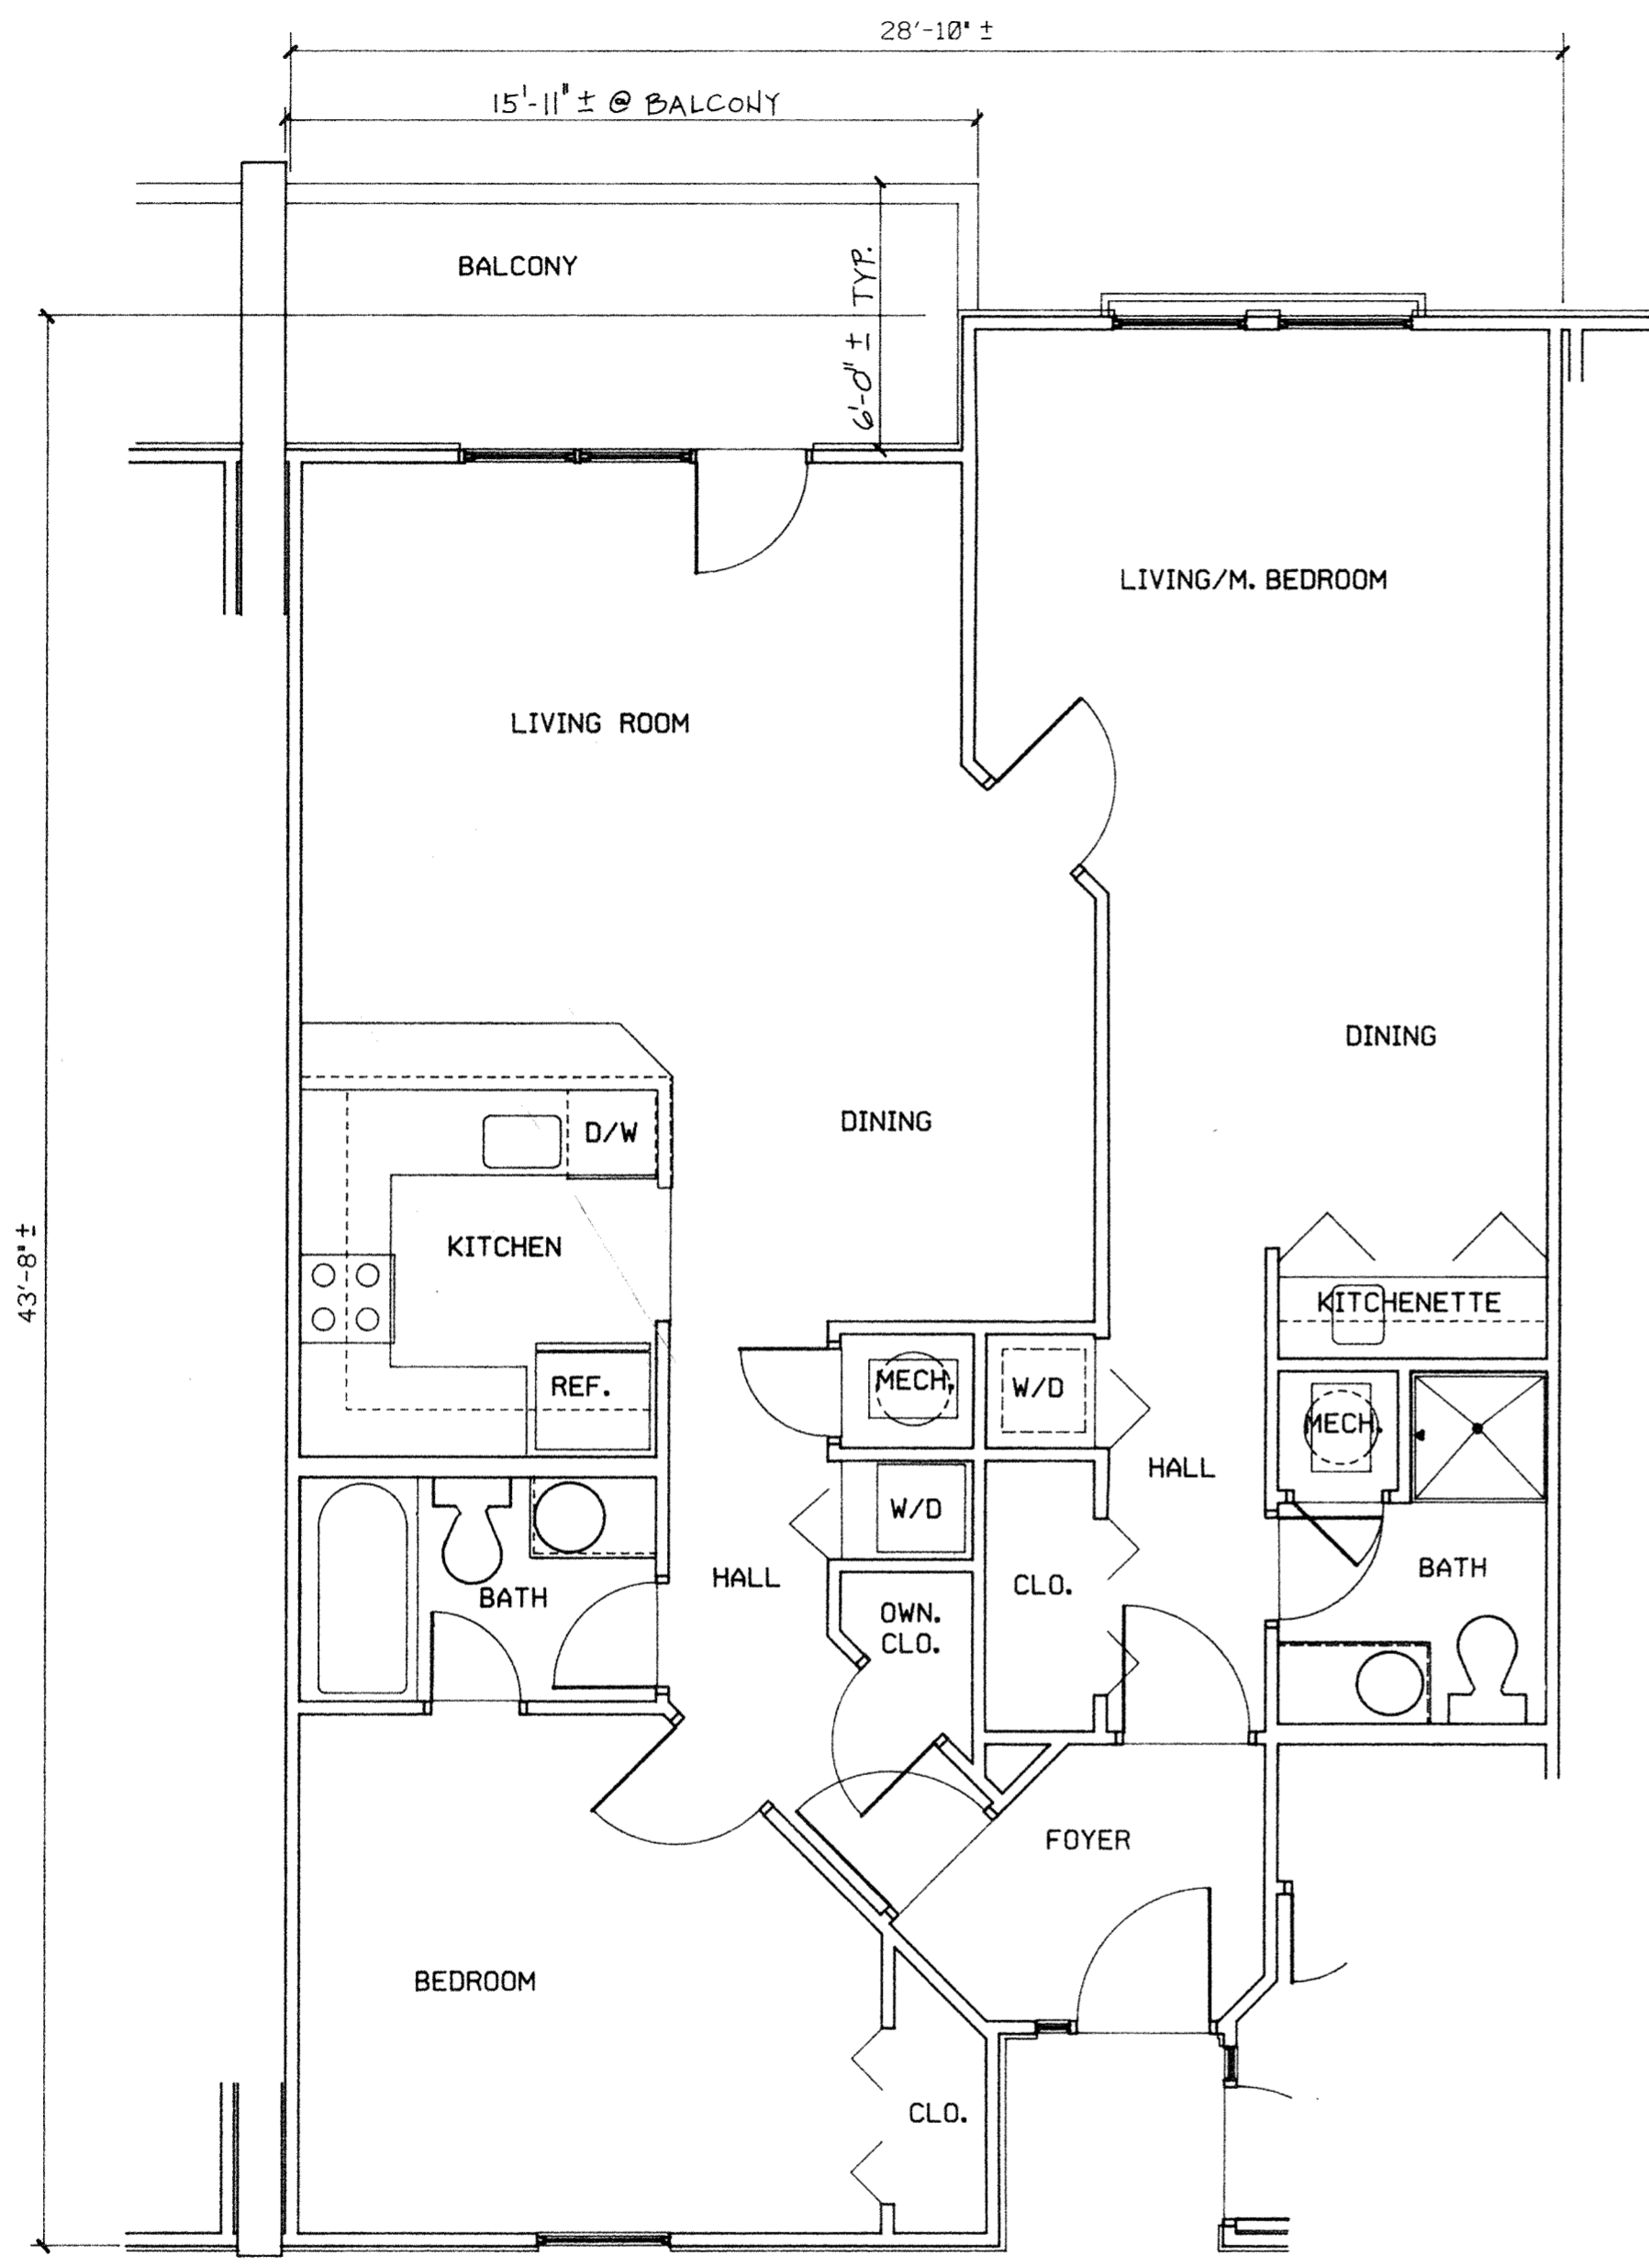 28'-10" ±
15'-11" ± @ BALCONY
BALCONY
6'-0" ± TYP.
LIVING/M. BEDROOM
LIVING ROOM
DINING
DINING
D/W
43'-8" ±
KITCHEN
KITCHENETTE
REF.
MECH.
W/D
MECH.
HALL
W/D
BATH
HALL
CLO.
BATH
OWN.
CLO.
FOYER
BEDROOM
CLO.